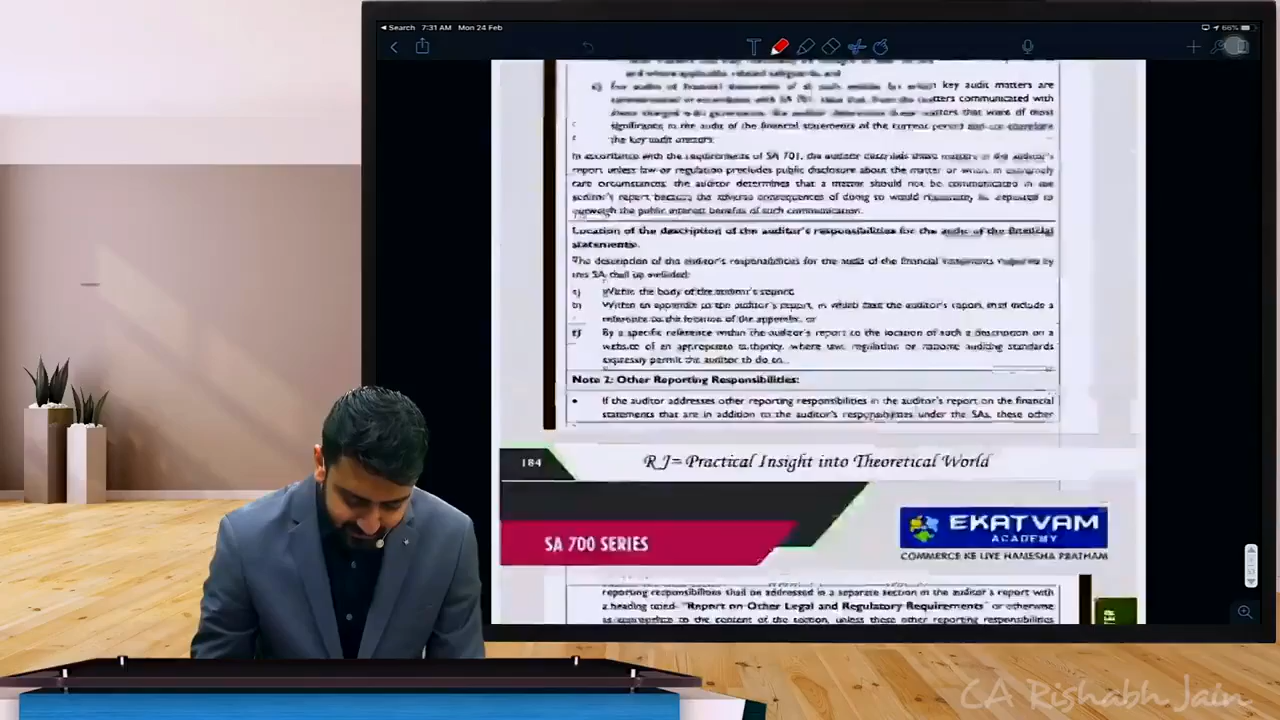 Search 7:31 AM Mon 24 Feb
66%
and where applicable, related safeguards, and
key audit matters are
matters communicated with
significance in the audit of the financial statements of the current period and are therefore
the key audit matters.
In accordance with the requirements of SA 701, the auditor describes these matters in the auditor's
report unless law or regulation precludes public disclosure about the matter or when in extremely
rare circumstances, the auditor determines that a matter should not be communicated in the
auditor's report because the adverse consequences of doing so would reasonably be expected to
outweigh the public interest benefits of such communication.
Location of the description of the auditor's responsibilities for the audit of the financial
statements.
The description of the auditor's responsibilities for the audit of the financial statements required by
this SA shall be included:
a) Within the body of the auditor's report
b) Within an appendix to the auditor's report, in which case the auditor's report shall include a
reference to the location of the appendix, or
c) By a specific reference within the auditor's report to the location of such a description on a
website of an appropriate authority, where law, regulation or national auditing standards
expressly permit the auditor to do so.
Note 2: Other Reporting Responsibilities:
• If the auditor addresses other reporting responsibilities in the auditor's report on the financial
statements that are in addition to the auditor's responsibilities under the SAs, these other
184 R J= Practical Insight into Theoretical World
SA 700 SERIES
EKATVAM
ACADEMY
COMMERCE KE LIYE HAMESHA PRATHAM
reporting responsibilities shall be addressed in a separate section in the auditor's report with
a heading "Report on Other Legal and Regulatory Requirements" or otherwise
as appropriate to the content of the section, unless these other reporting responsibilities
CA Rishabh Jain